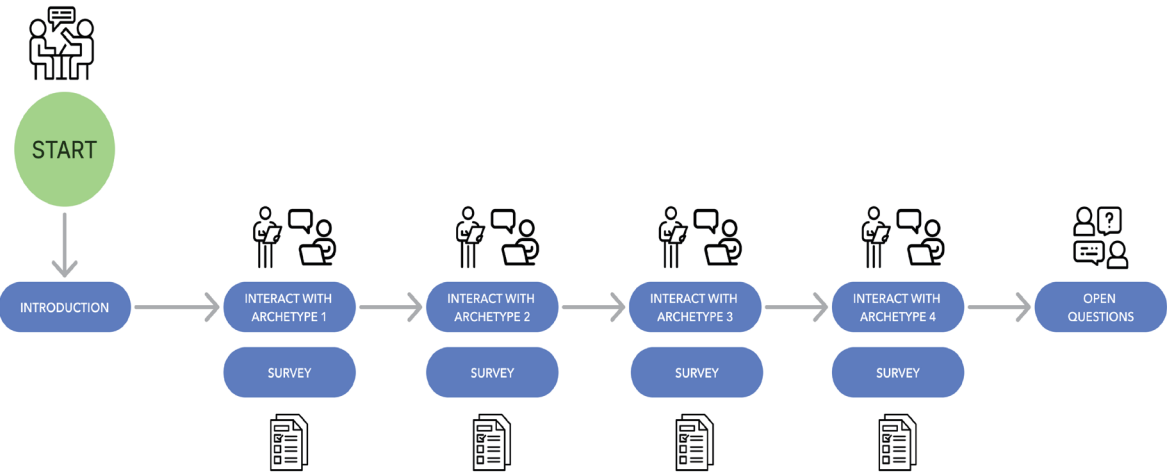 START
INTRODUCTION
INTERACT WITH
ARCHETYPE 1
INTERACT WITH
ARCHETYPE 2
INTERACT WITH
ARCHETYPE 3
INTERACT WITH
ARCHETYPE 4
OPEN
QUESTIONS
SURVEY
SURVEY
SURVEY
SURVEY
?